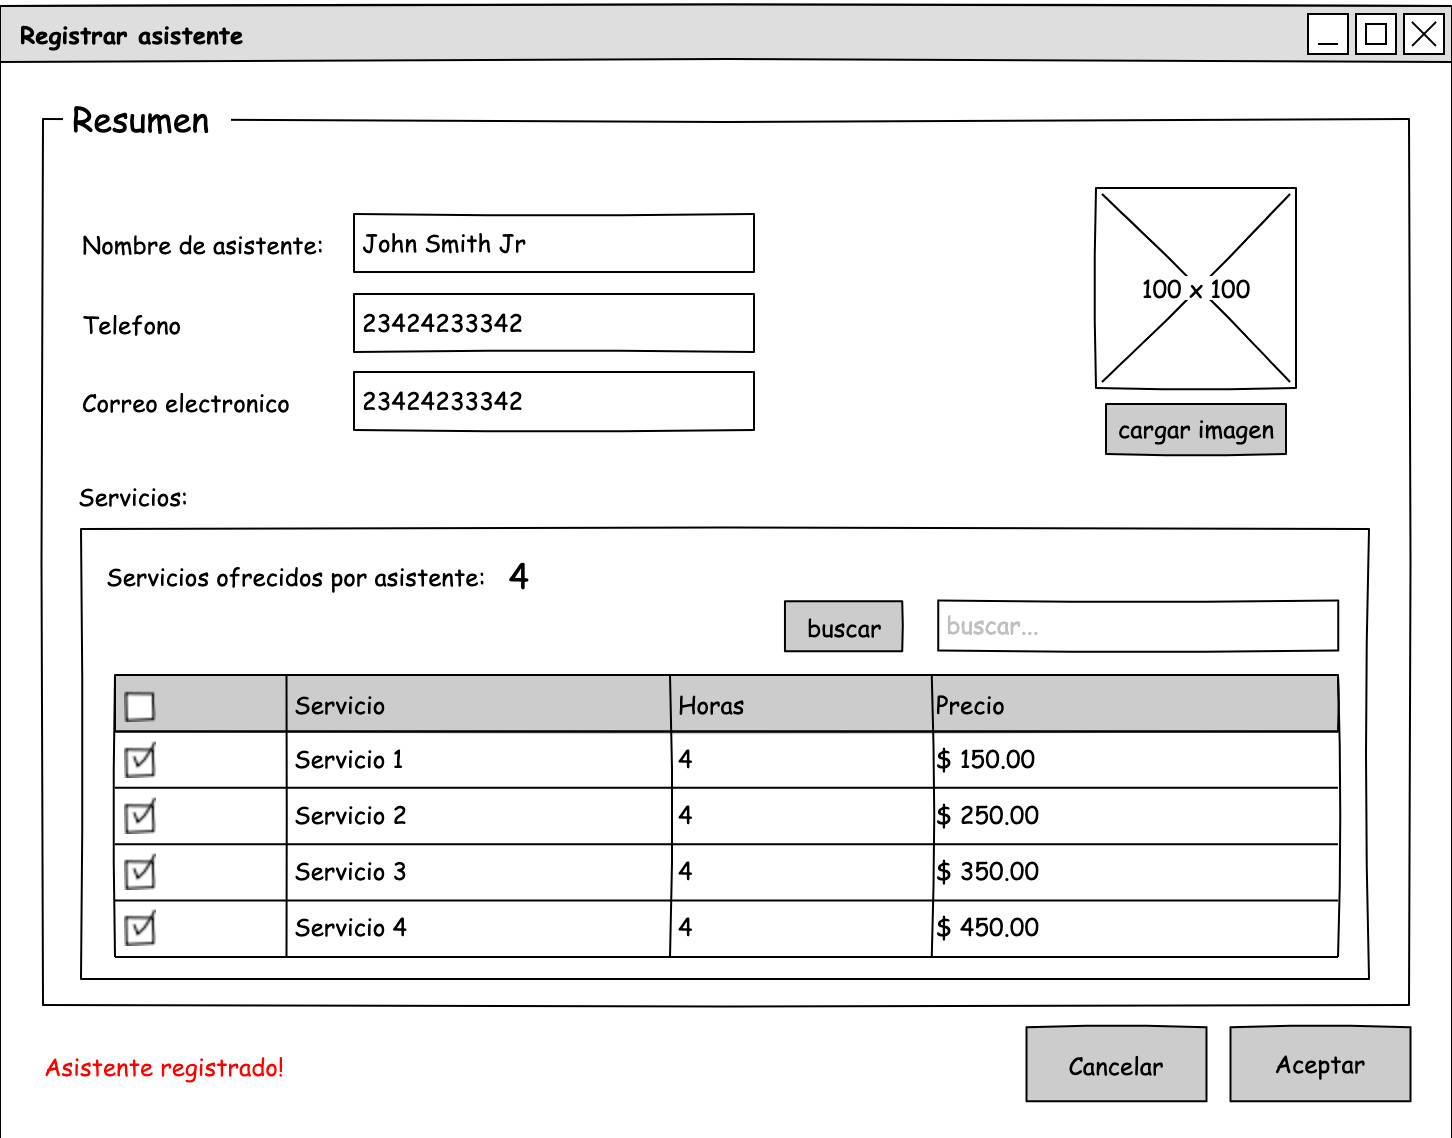 Registrar asistente
Resumen
Nombre de asistente: John Smith Jr
100 x 100
Telefono 23424233342
Correo electronico 23424233342
cargar imagen
Servicios:
Servicios ofrecidos por asistente: 4
buscar buscar...
Servicio Horas Precio
Servicio 1 4 $ 150.00
Servicio 2 4 $ 250.00
Servicio 3 4 $ 350.00
Servicio 4 4 $ 450.00
Asistente registrado! Cancelar Aceptar